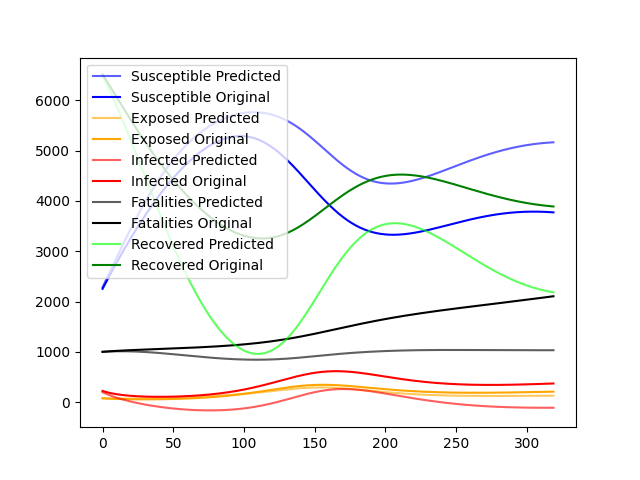 Susceptible Predicted
Susceptible Original
Exposed Predicted
Exposed Original
Infected Predicted
Infected Original
Fatalities Predicted
Fatalities Original
Recovered Predicted
Recovered Original
6000
5000
4000
3000
2000
1000
0
0 50 100 150 200 250 300